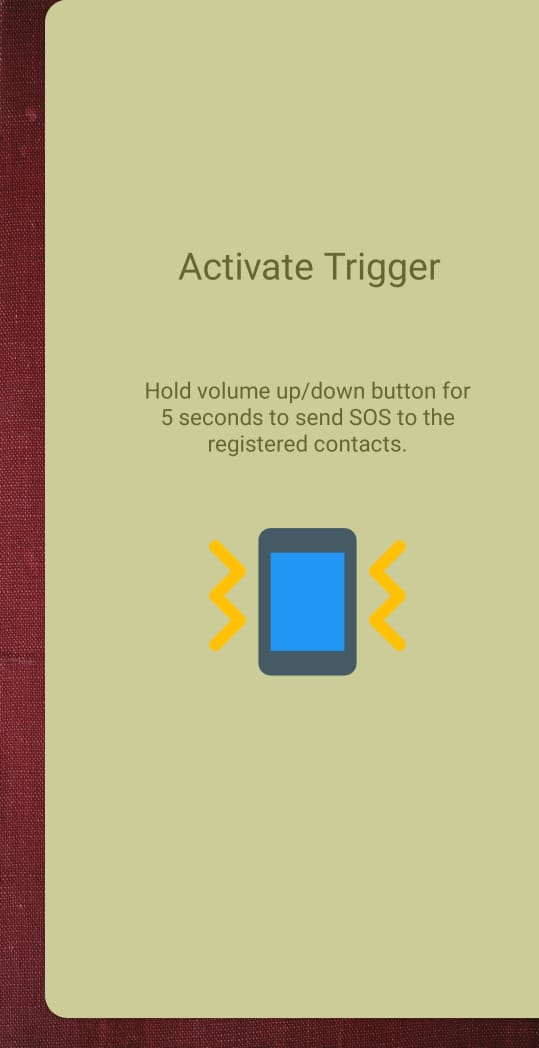 Activate Trigger
Hold volume up/down button for
5 seconds to send SOS to the
registered contacts.